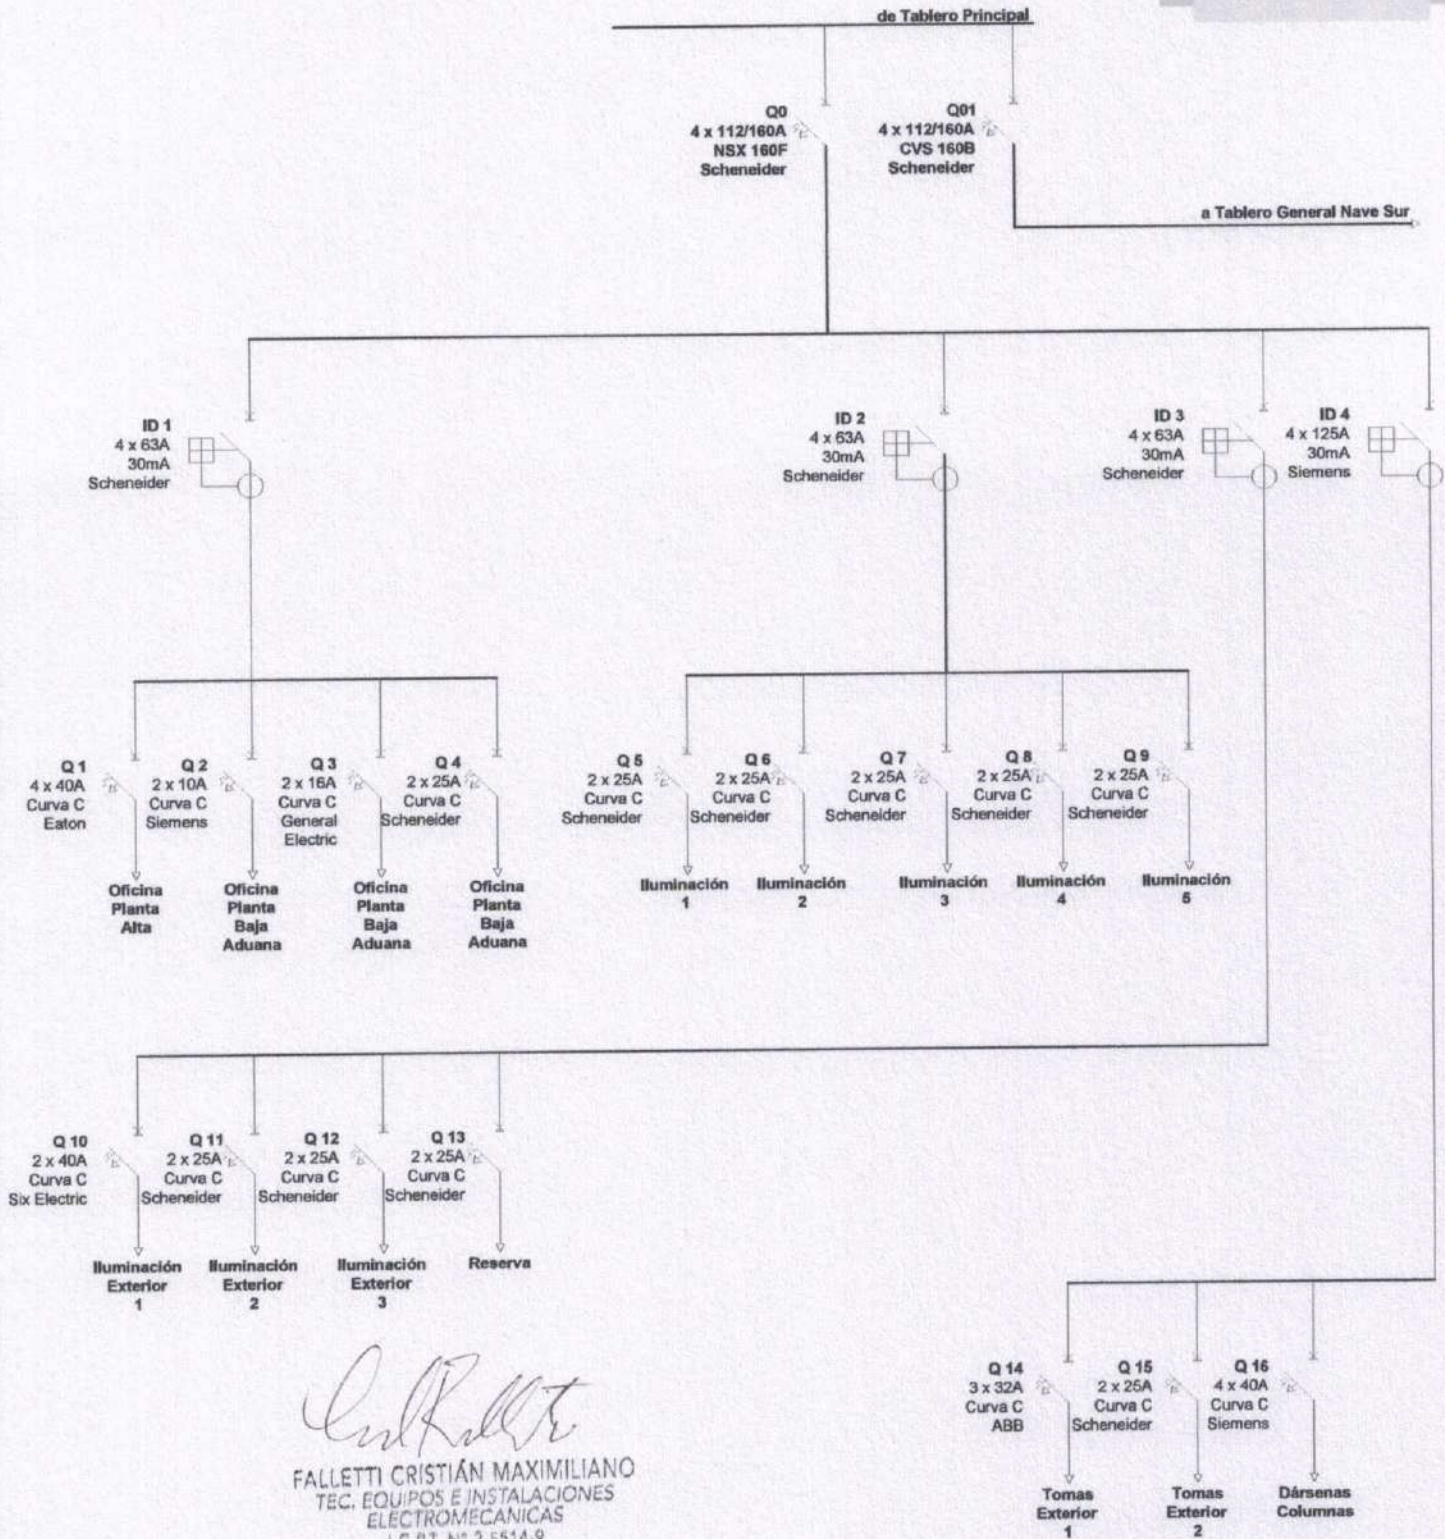 de Tablero Principal
Q0
4 x 112/160A
NSX 160F
Scheneider
Q01
4 x 112/160A
CVS 160B
Scheneider
a Tablero General Nave Sur
ID 1
4 x 63A
30mA
Scheneider
ID 2
4 x 63A
30mA
Scheneider
ID 3
4 x 63A
30mA
Scheneider
ID 4
4 x 125A
30mA
Siemens
Q 1
4 x 40A
Curva C
Eaton
Q 2
2 x 10A
Curva C
Siemens
Q 3
2 x 16A
Curva C
General
Electric
Q 4
2 x 25A
Curva C
Scheneider
Q 5
2 x 25A
Curva C
Scheneider
Q 6
2 x 25A
Curva C
Scheneider
Q 7
2 x 25A
Curva C
Scheneider
Q 8
2 x 25A
Curva C
Scheneider
Q 9
2 x 25A
Curva C
Scheneider
Oficina
Planta
Alta
Oficina
Planta
Baja
Aduana
Oficina
Planta
Baja
Aduana
Oficina
Planta
Baja
Aduana
Iluminación
1
Iluminación
2
Iluminación
3
Iluminación
4
Iluminación
5
Q 10
2 x 40A
Curva C
Six Electric
Q 11
2 x 25A
Curva C
Scheneider
Q 12
2 x 25A
Curva C
Scheneider
Q 13
2 x 25A
Curva C
Scheneider
Iluminación
Exterior
1
Iluminación
Exterior
2
Iluminación
Exterior
3
Reserva
Q 14
3 x 32A
Curva C
ABB
Q 15
2 x 25A
Curva C
Scheneider
Q 16
4 x 40A
Curva C
Siemens
Tomas
Exterior
1
Tomas
Exterior
2
Dársenas
Columnas
FALLETTI CRISTIÁN MAXIMILIANO
TEC. EQUIPOS E INSTALACIONES
ELECTROMECANICAS